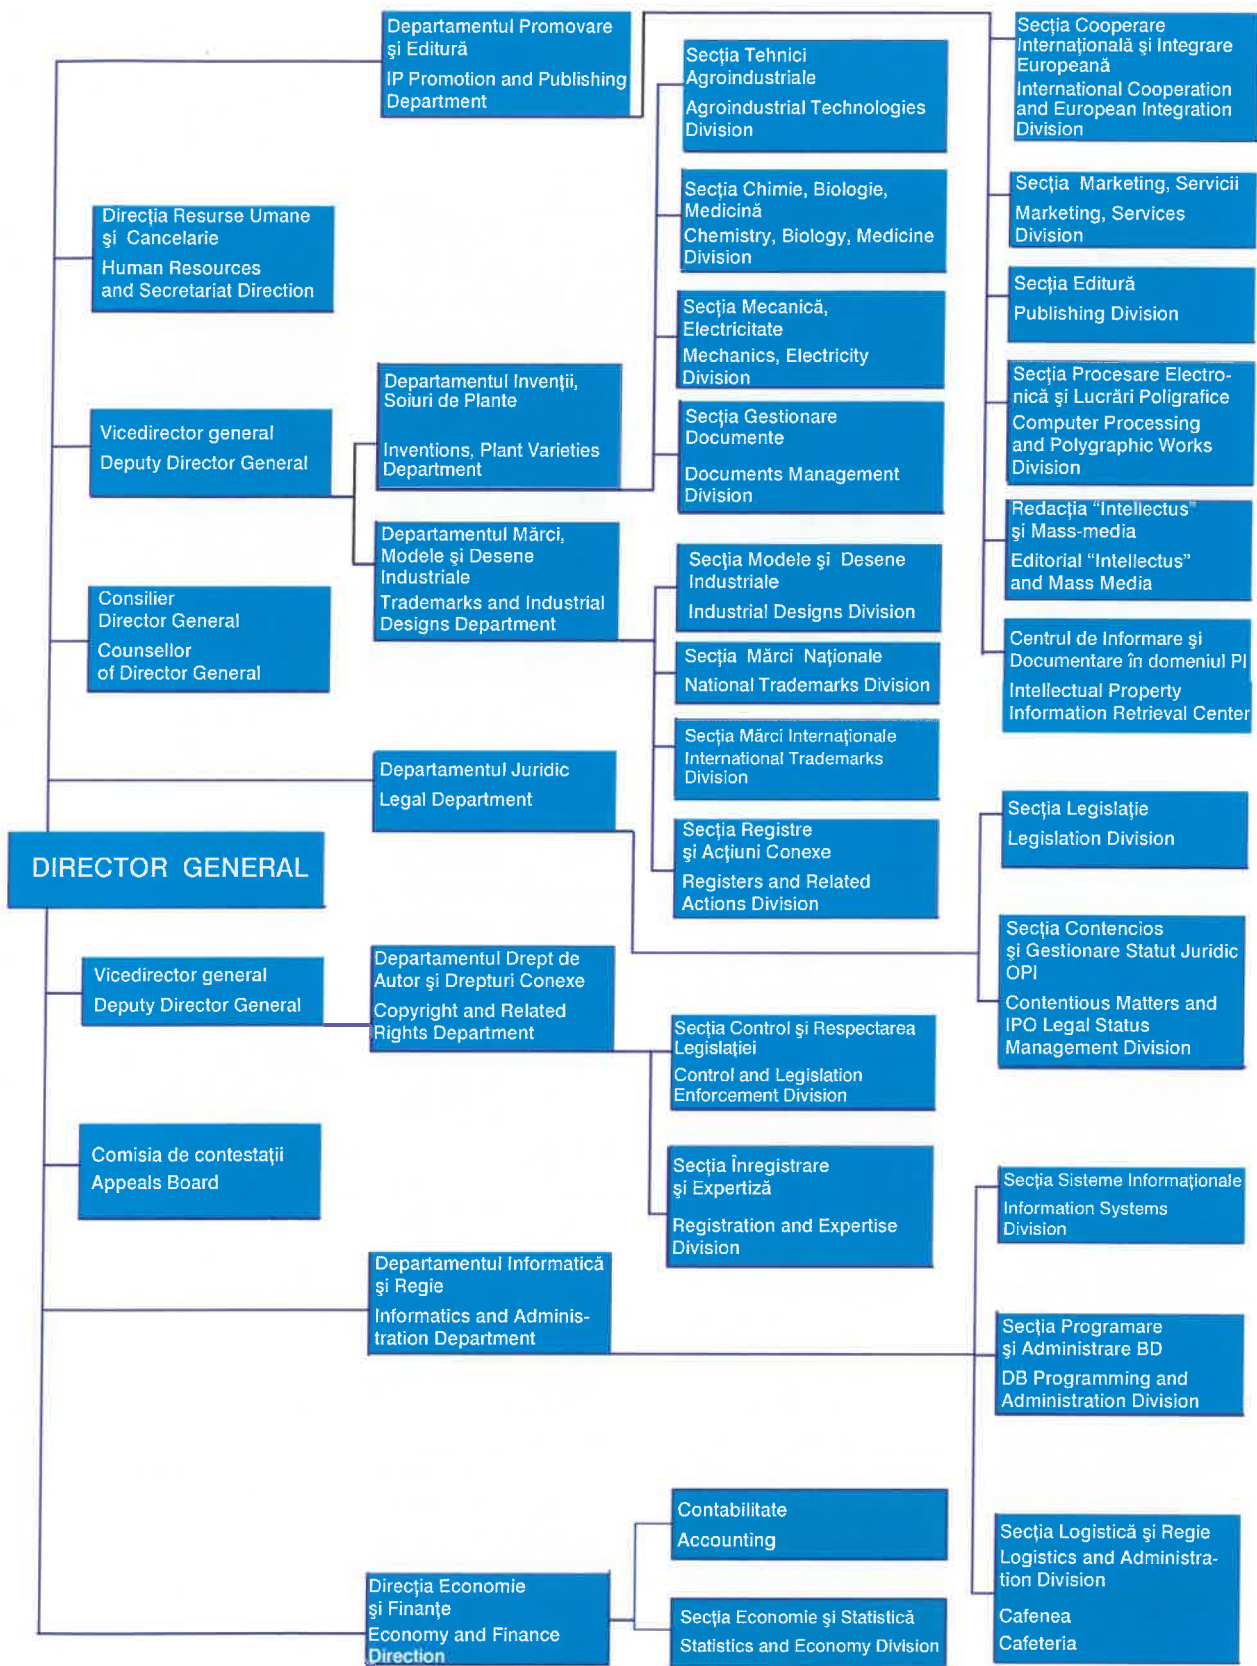 Departamentul Promovare
şi Editură
IP Promotion and Publishing
Department
Secţia Cooperare
Internaţională şi Integrare
Europeană
International Cooperation
and European Integration
Division
Secţia Tehnici
Agroindustriale
Agroindustrial Technologies
Division
Secţia Chimie, Biologie,
Medicină
Chemistry, Biology, Medicine
Division
Secţia Marketing, Servicii
Marketing, Services
Division
Direcţia Resurse Umane
şi Cancelarie
Human Resources
and Secretariat Direction
Secţia Editură
Publishing Division
Secţia Mecanică,
Electricitate
Mechanics, Electricity
Division
Departamentul Invenţii,
Soiuri de Plante
Inventions, Plant Varieties
Department
Secţia Procesare Electro-
nică şi Lucrări Poligrafice
Computer Processing
and Polygraphic Works
Division
Vicedirector general
Deputy Director General
Secţia Gestionare
Documente
Documents Management
Division
Redacţia “Intellectus”
şi Mass-media
Editorial “Intellectus”
and Mass Media
Departamentul Mărci,
Modele şi Desene
Industriale
Trademarks and Industrial
Designs Department
Secţia Modele şi Desene
Industriale
Industrial Designs Division
Consilier
Director General
Counsellor
of Director General
Secţia Mărci Naţionale
National Trademarks Division
Centrul de Informare şi
Documentare în domeniul PI
Intellectual Property
Information Retrieval Center
Secţia Mărci Internaţionale
International Trademarks
Division
Departamentul Juridic
Legal Department
Secţia Legislaţie
Legislation Division
Secţia Registre
şi Acţiuni Conexe
Registers and Related
Actions Division
DIRECTOR GENERAL
Secţia Contencios
şi Gestionare Statut Juridic
OPI
Contentious Matters and
IPO Legal Status
Management Division
Departamentul Drept de
Autor şi Drepturi Conexe
Copyright and Related
Rights Department
Vicedirector general
Deputy Director General
Secţia Control şi Respectarea
Legislaţiei
Control and Legislation
Enforcement Division
Comisia de contestaţii
Appeals Board
Secţia Înregistrare
şi Expertiză
Registration and Expertise
Division
Secţia Sisteme Informaţionale
Information Systems
Division
Departamentul Informatică
şi Regie
Informatics and Adminis-
tration Department
Secţia Programare
şi Administrare BD
DB Programming and
Administration Division
Contabilitate
Accounting
Secţia Logistică şi Regie
Logistics and Administra-
tion Division
Cafenea
Cafeteria
Direcţia Economie
şi Finanţe
Economy and Finance
Direction
Secţia Economie şi Statistică
Statistics and Economy Division